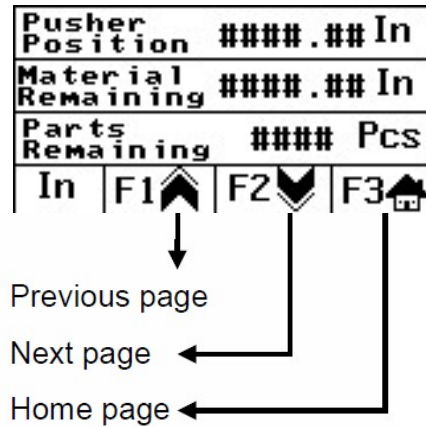 Pusher
Position ####.## In
Material
Remaining ####.## In
Parts
Remaining #### Pcs
In F1 F2 F3
Previous page
Next page
Home page